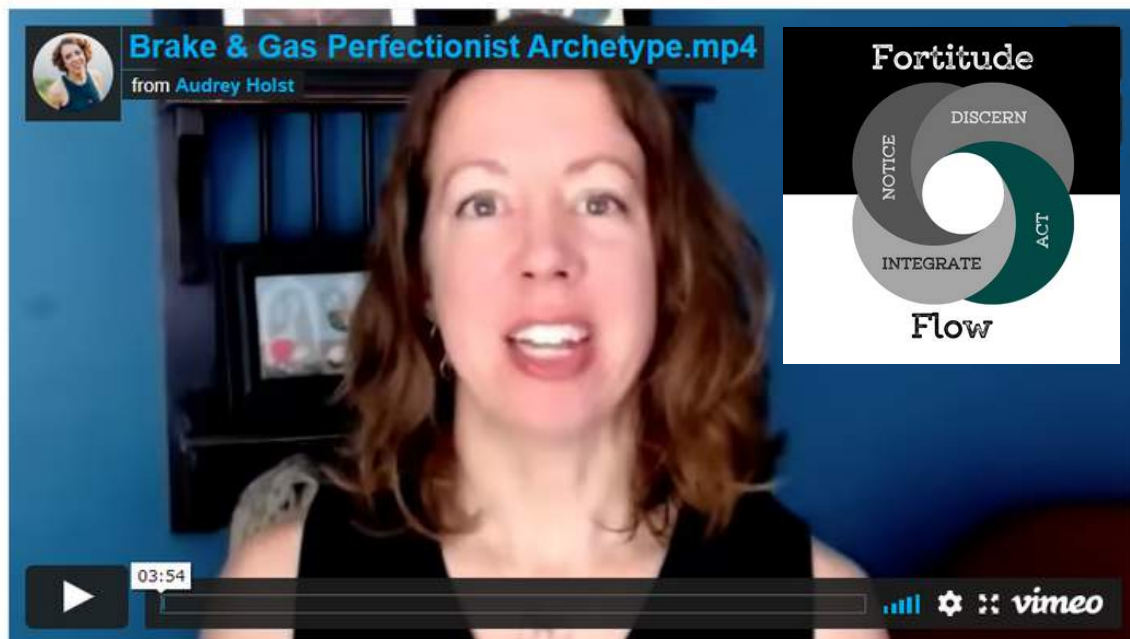 Brake & Gas Perfectionist Archetype.mp4
from Audrey Holst
Fortitude
DISCERN
NOTICE
ACT
INTEGRATE
Flow
03:54
vimeo